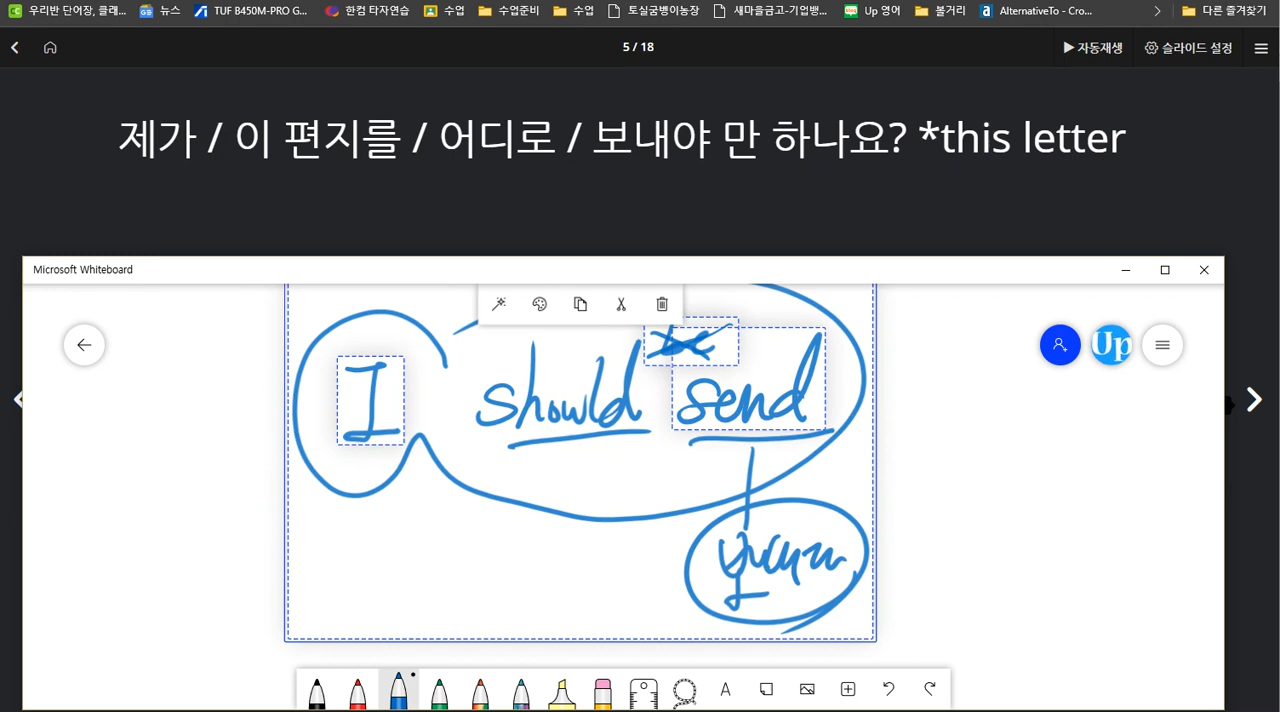 우리반 단어장, 클래... 뉴스 TUF B450M-PRO G... 한컴 타자연습 수업 수업준비 수업 토실굼벵이농장 새마을금고-기업뱅... Up 영어 볼거리 AlternativeTo - Cro... 다른 즐겨찾기
5 / 18 자동재생 슬라이드 설정
제가 / 이 편지를 / 어디로 / 보내야 만 하나요? *this letter
Microsoft Whiteboard
Up
I should send